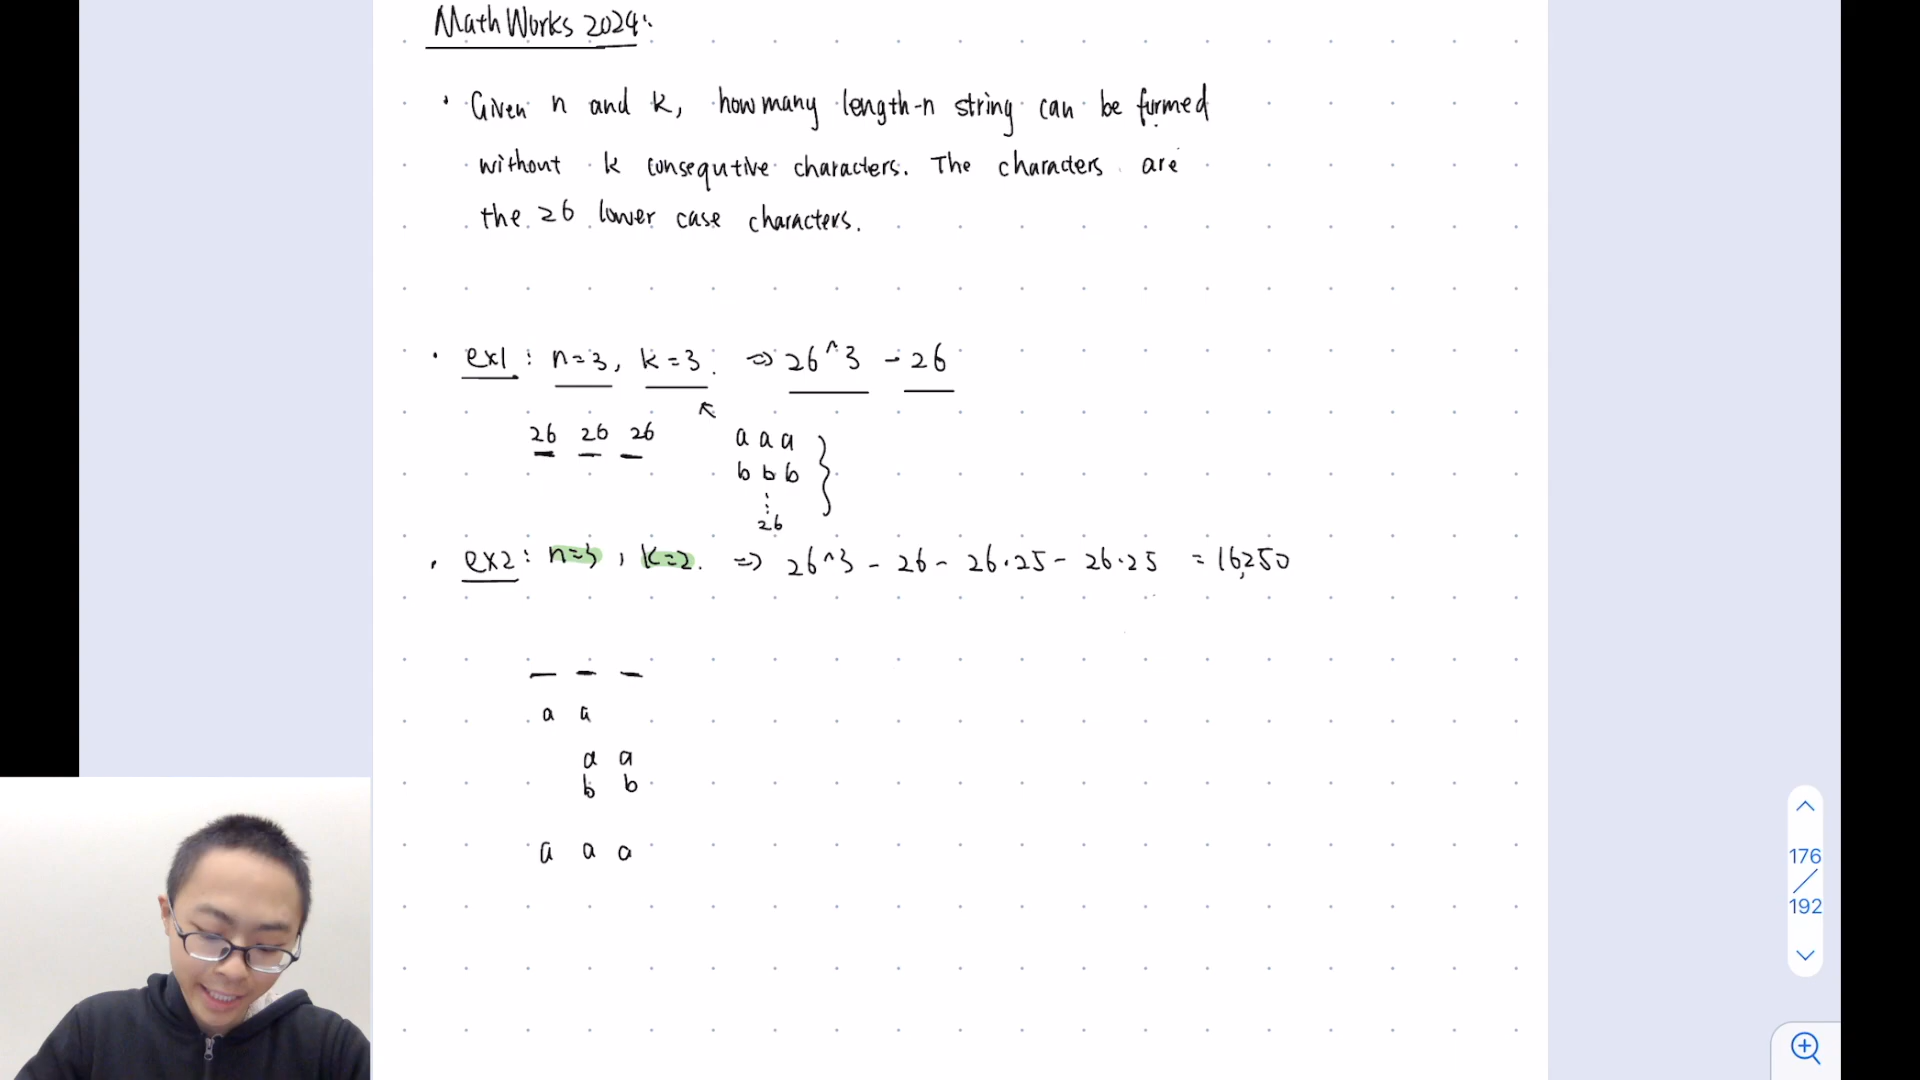 MathWorks 2024:
· Given n and k, how many length-n string can be formed
without k consequtive characters. The characters are
the 26 lower case characters.
· ex1 : n=3, k=3. => 26^3 - 26
26 26 26
a a a
b b b
⋮
26
· ex2 : n=3, k=2. => 26^3 - 26 - 26·25 - 26·25 = 16,250
_ _ _
a a
a a
b b
a a a
176
/
192